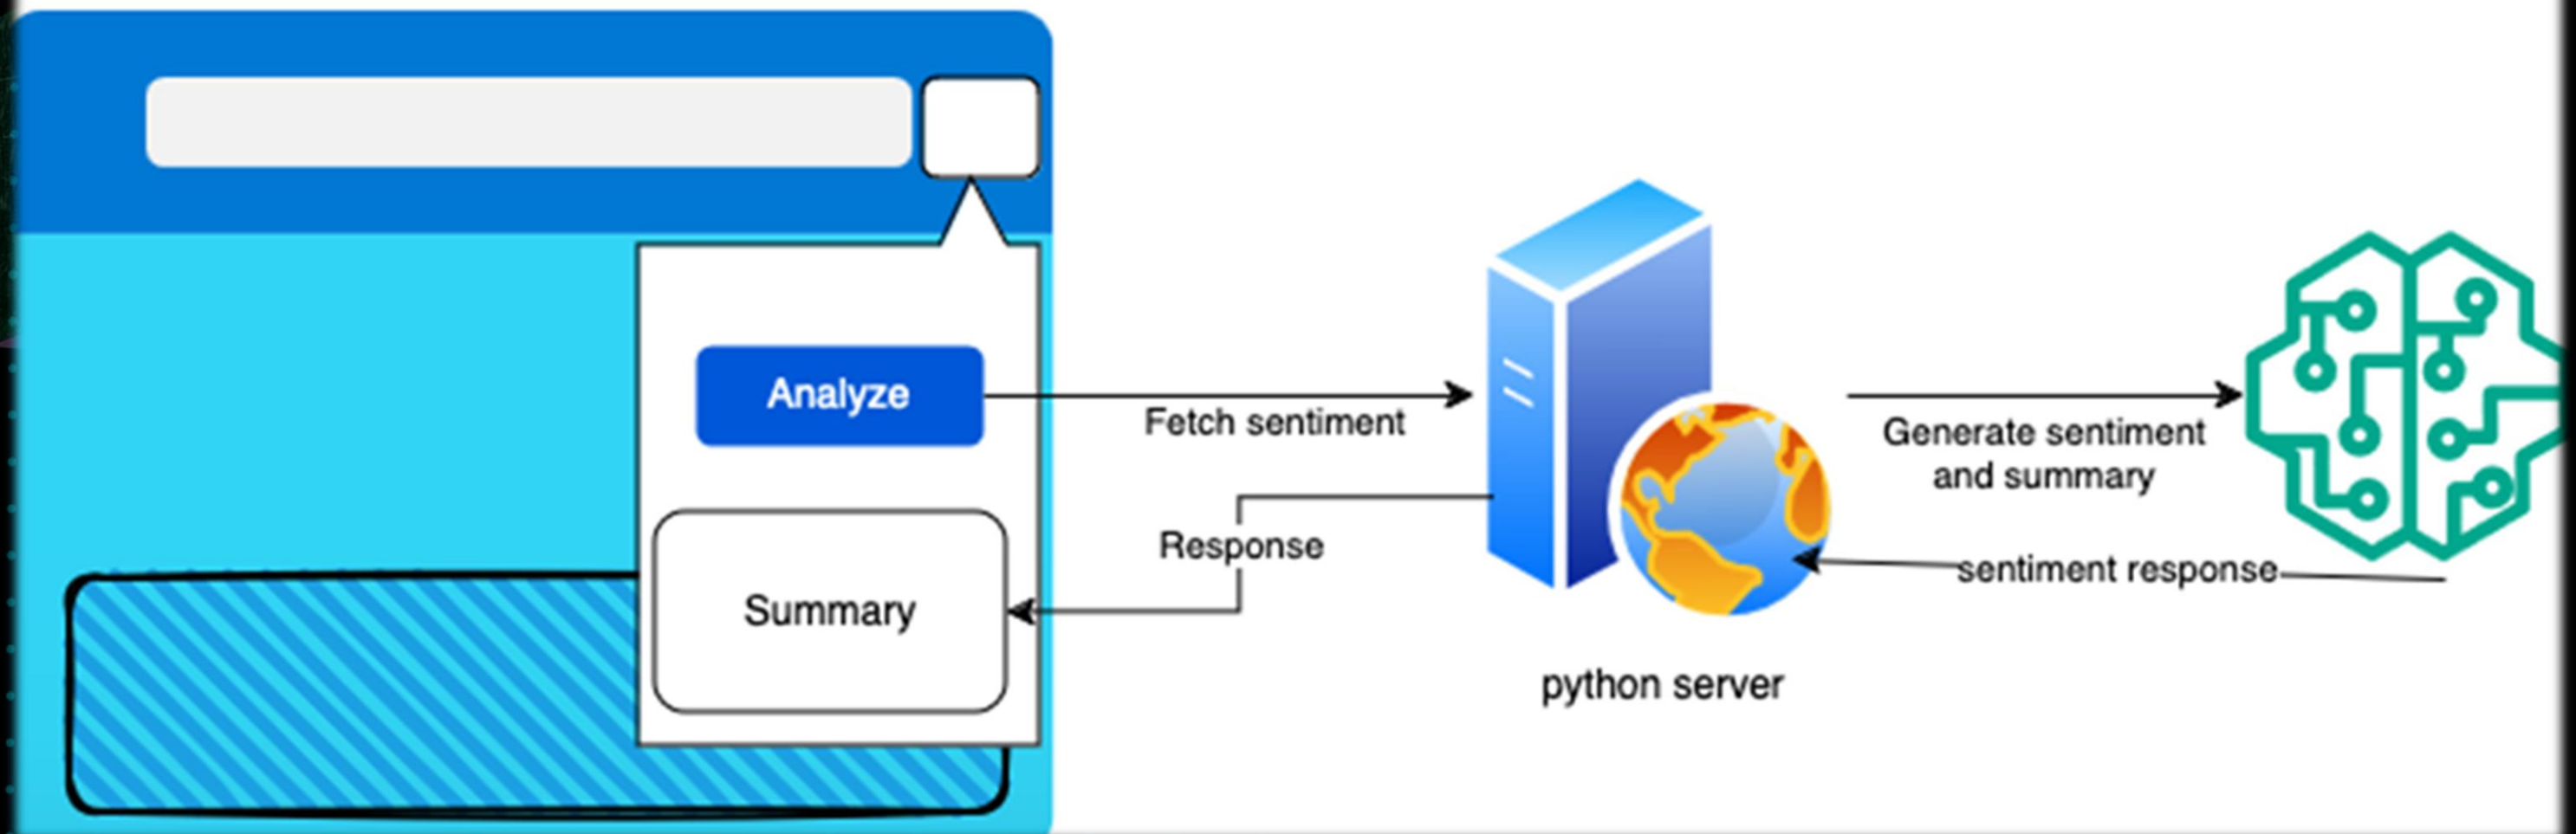 Analyze
Fetch sentiment
Generate sentiment
and summary
Response
sentiment response
Summary
python server